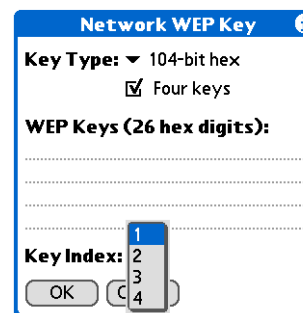 Network WEP Key
Key Type: 104-bit hex
Four keys
WEP Keys (26 hex digits):
Key Index: 1
2
3
4
OK C